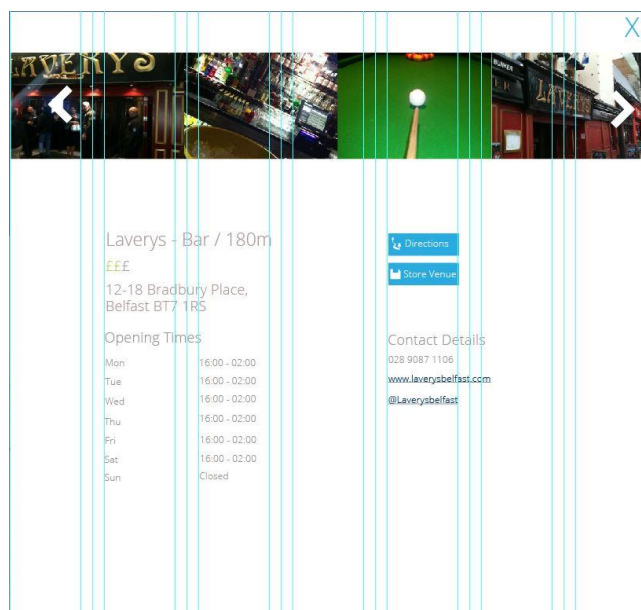 X
LAVERYS
LAVERYS
Laverys - Bar / 180m
£££
12-18 Bradbury Place,
Belfast BT7 1RS
Directions
Store Venue
Opening Times
Mon 16:00 - 02:00
Tue 16:00 - 02:00
Wed 16:00 - 02:00
Thu 16:00 - 02:00
Fri 16:00 - 02:00
Sat 16:00 - 02:00
Sun Closed
Contact Details
028 9087 1106
www.laverysbelfast.com
@Laverysbelfast